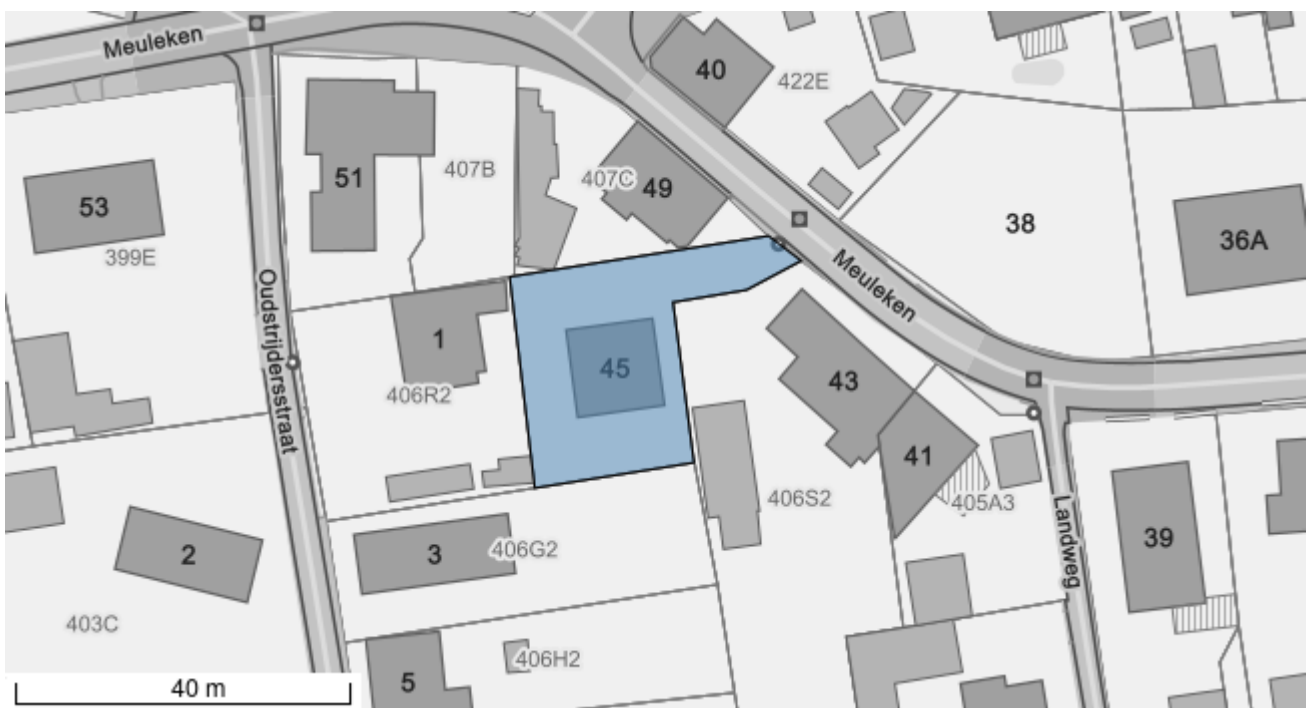 Meuleken
40
422E
51
407B
407C
49
53
399E
38
36A
Meuleken
Oudstrijdersstraat
1
45
43
406R2
41
406S2
405A3
Landweg
39
2
3
406G2
403C
406H2
5
40 m